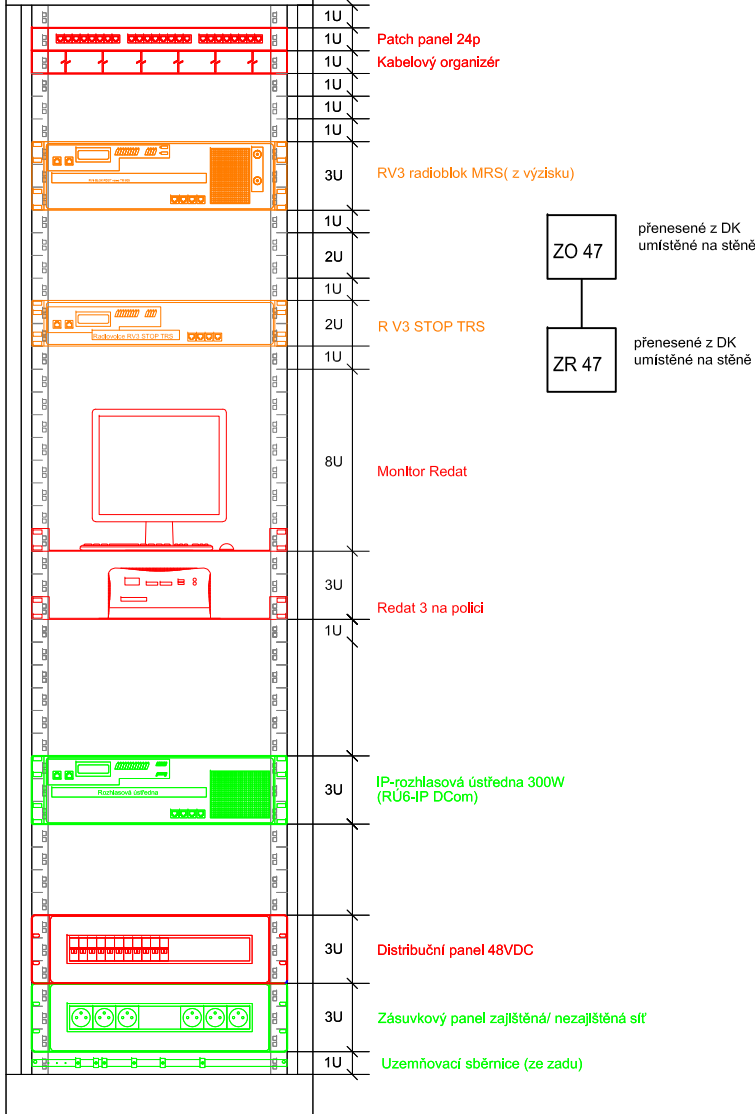 1U
1U Patch panel 24p
1U Kabelový organizér
1U
1U
1U
3U RV3 radioblok MRS( z výzisku)
1U
2U
1U
2U R V3 STOP TRS
Radiovolce RV3 STOP TRS
1U
8U Monitor Redat
3U Redat 3 na polici
1U
3U IP-rozhlasová ústředna 300W
(RÚ6-IP DCom)
Rozhlasová ústředna
3U Distribuční panel 48VDC
3U Zásuvkový panel zajištěná/ nezajištěná síť
1U Uzemňovací sběrnice (ze zadu)
ZO 47
přenesené z DK
umístěné na stěně
ZR 47
přenesené z DK
umístěné na stěně